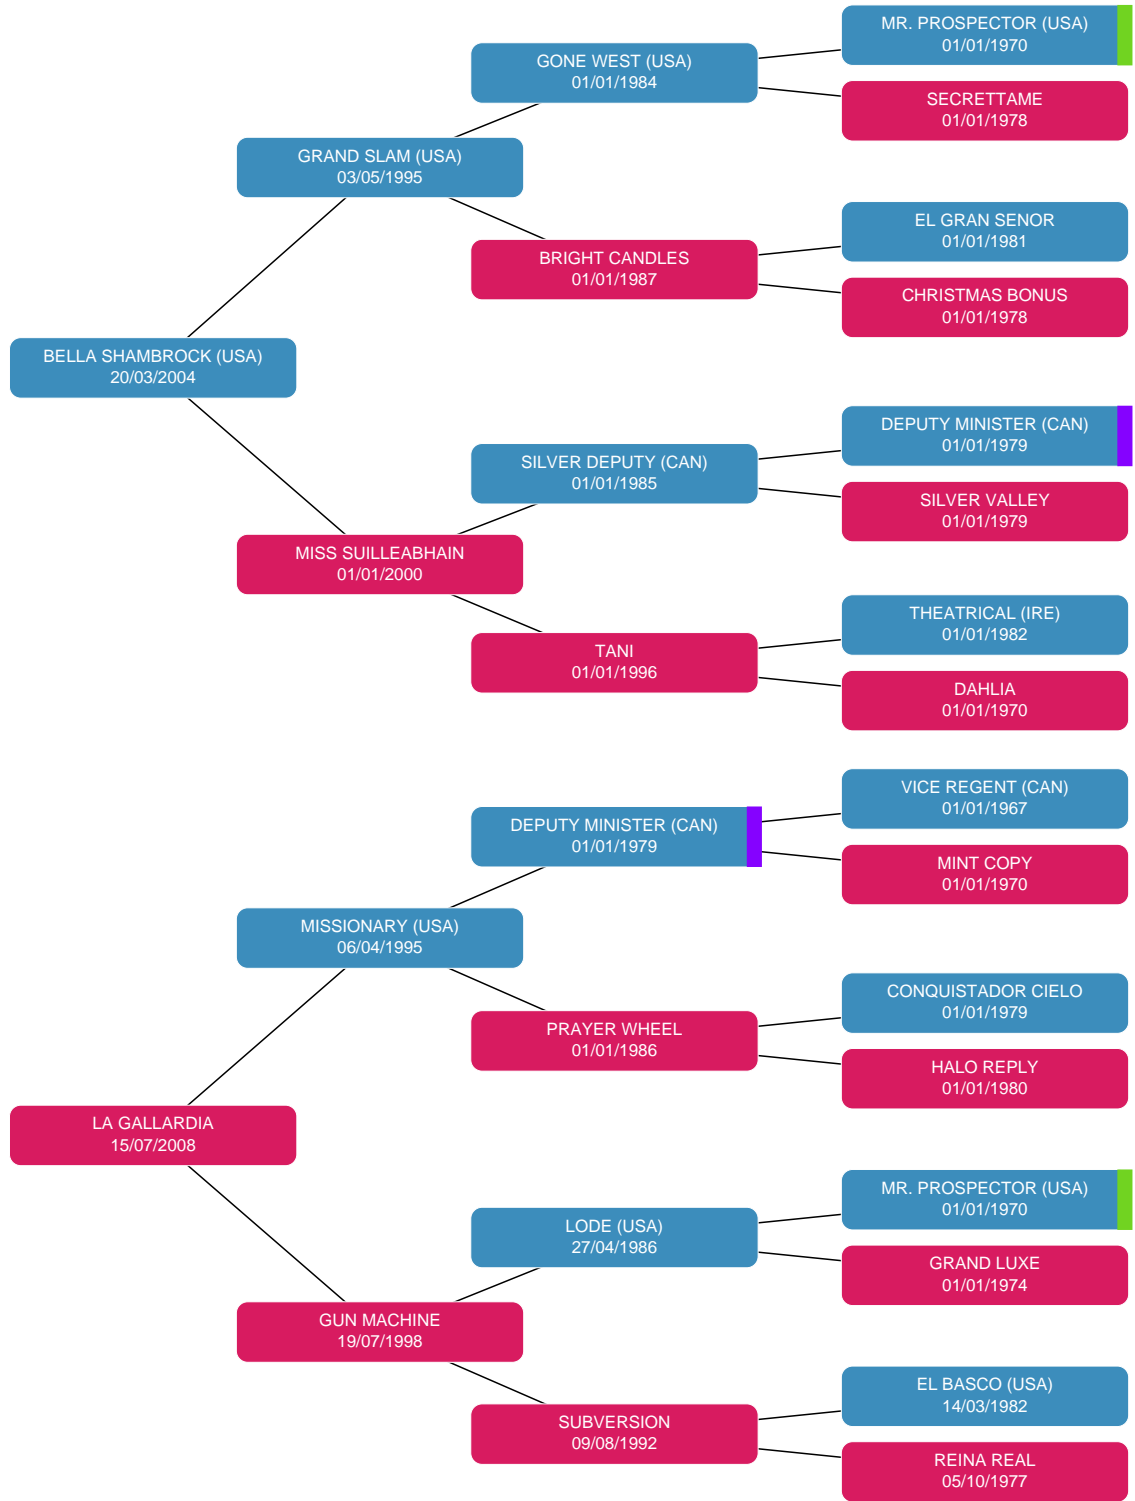 MR. PROSPECTOR (USA)
01/01/1970
GONE WEST (USA)
01/01/1984
SECRETTAME
01/01/1978
GRAND SLAM (USA)
03/05/1995
EL GRAN SENOR
01/01/1981
BRIGHT CANDLES
01/01/1987
CHRISTMAS BONUS
01/01/1978
BELLA SHAMBROCK (USA)
20/03/2004
DEPUTY MINISTER (CAN)
01/01/1979
SILVER DEPUTY (CAN)
01/01/1985
SILVER VALLEY
01/01/1979
MISS SUILLEABHAIN
01/01/2000
THEATRICAL (IRE)
01/01/1982
TANI
01/01/1996
DAHLIA
01/01/1970
VICE REGENT (CAN)
01/01/1967
DEPUTY MINISTER (CAN)
01/01/1979
MINT COPY
01/01/1970
MISSIONARY (USA)
06/04/1995
CONQUISTADOR CIELO
01/01/1979
PRAYER WHEEL
01/01/1986
HALO REPLY
01/01/1980
LA GALLARDIA
15/07/2008
MR. PROSPECTOR (USA)
01/01/1970
LODE (USA)
27/04/1986
GRAND LUXE
01/01/1974
GUN MACHINE
19/07/1998
EL BASCO (USA)
14/03/1982
SUBVERSION
09/08/1992
REINA REAL
05/10/1977